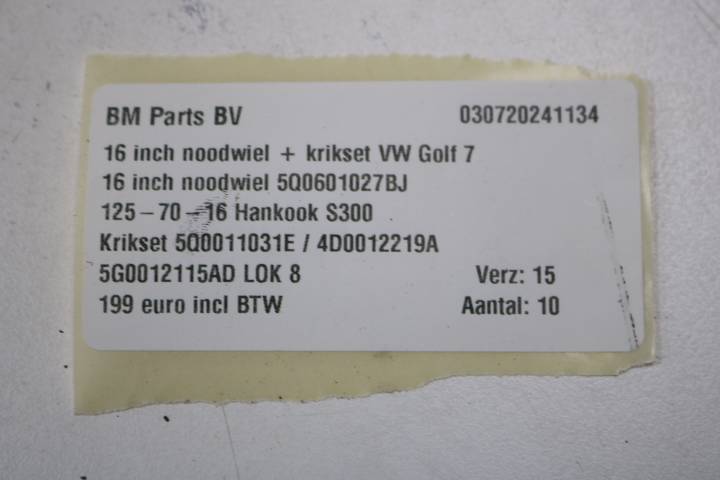 BM Parts BV 030720241134
16 inch noodwiel + krikset VW Golf 7
16 inch noodwiel 5Q0601027BJ
125-70-16 Hankook S300
Krikset 5Q0011031E / 4D0012219A
5G0012115AD LOK 8 Verz: 15
199 euro incl BTW Aantal: 10